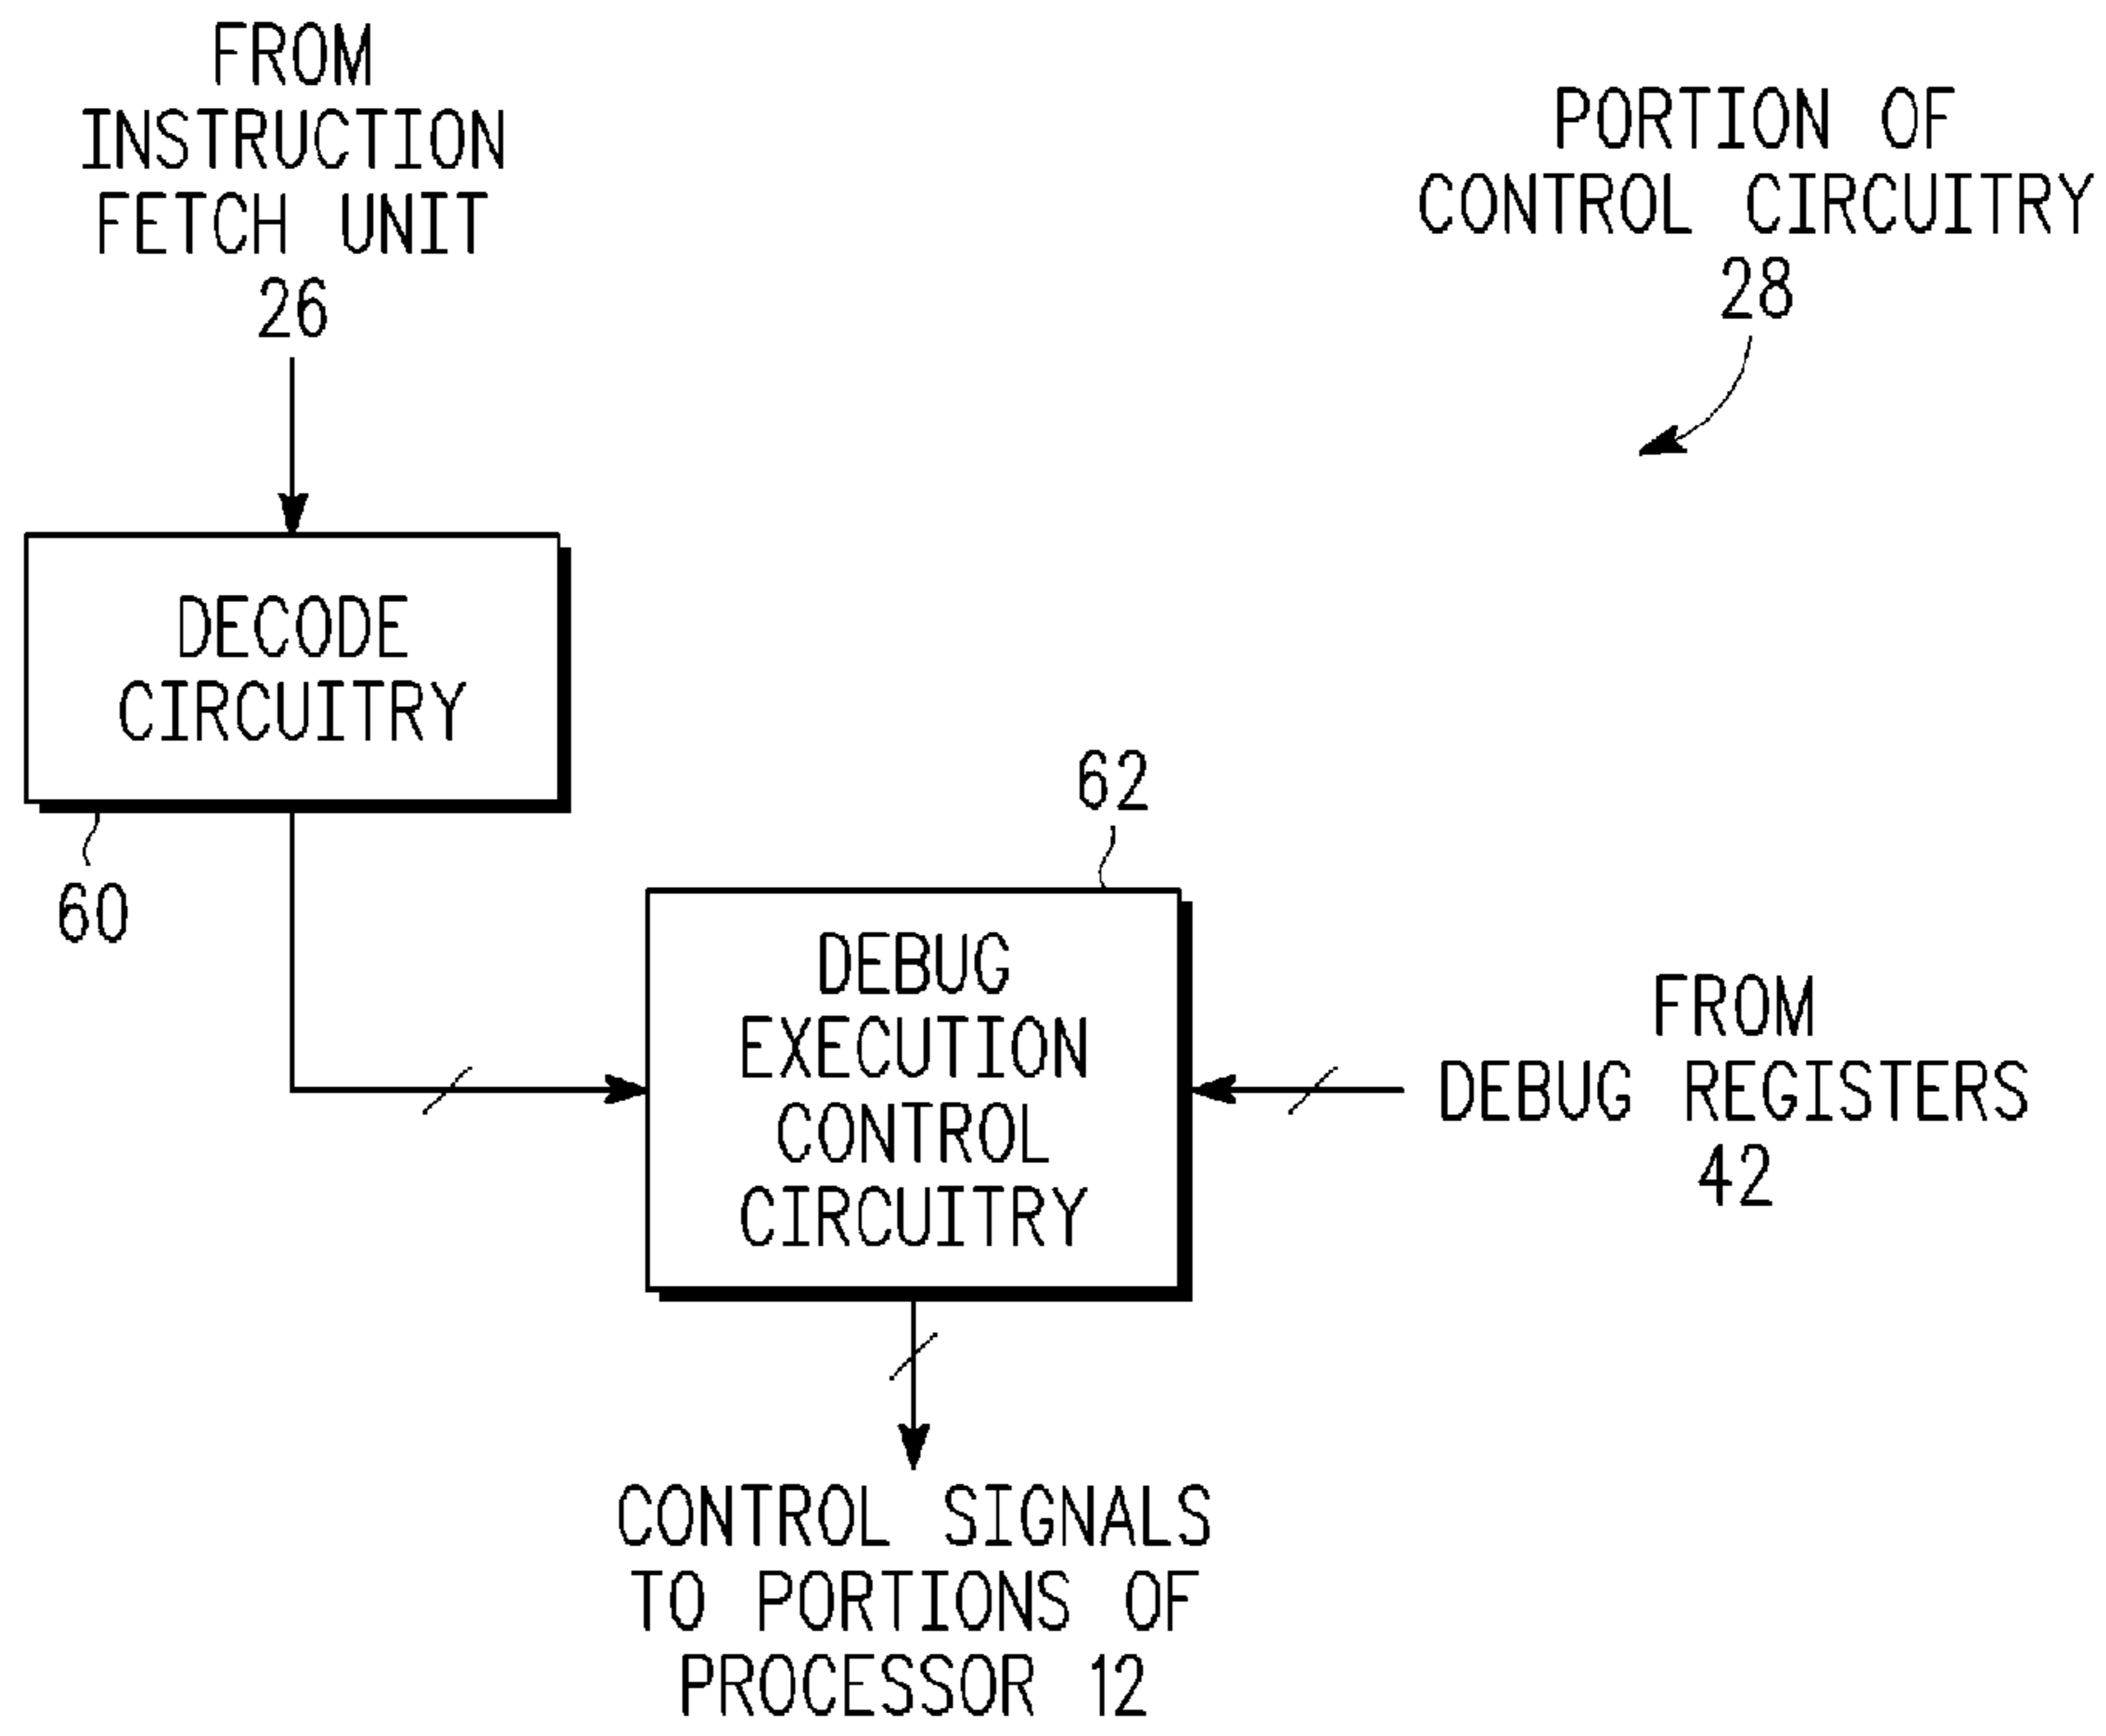 FROM
INSTRUCTION
FETCH UNIT
26
PORTION OF
CONTROL CIRCUITRY
28
DECODE
CIRCUITRY
60
62
DEBUG
EXECUTION
CONTROL
CIRCUITRY
FROM
DEBUG REGISTERS
42
CONTROL SIGNALS
TO PORTIONS OF
PROCESSOR 12